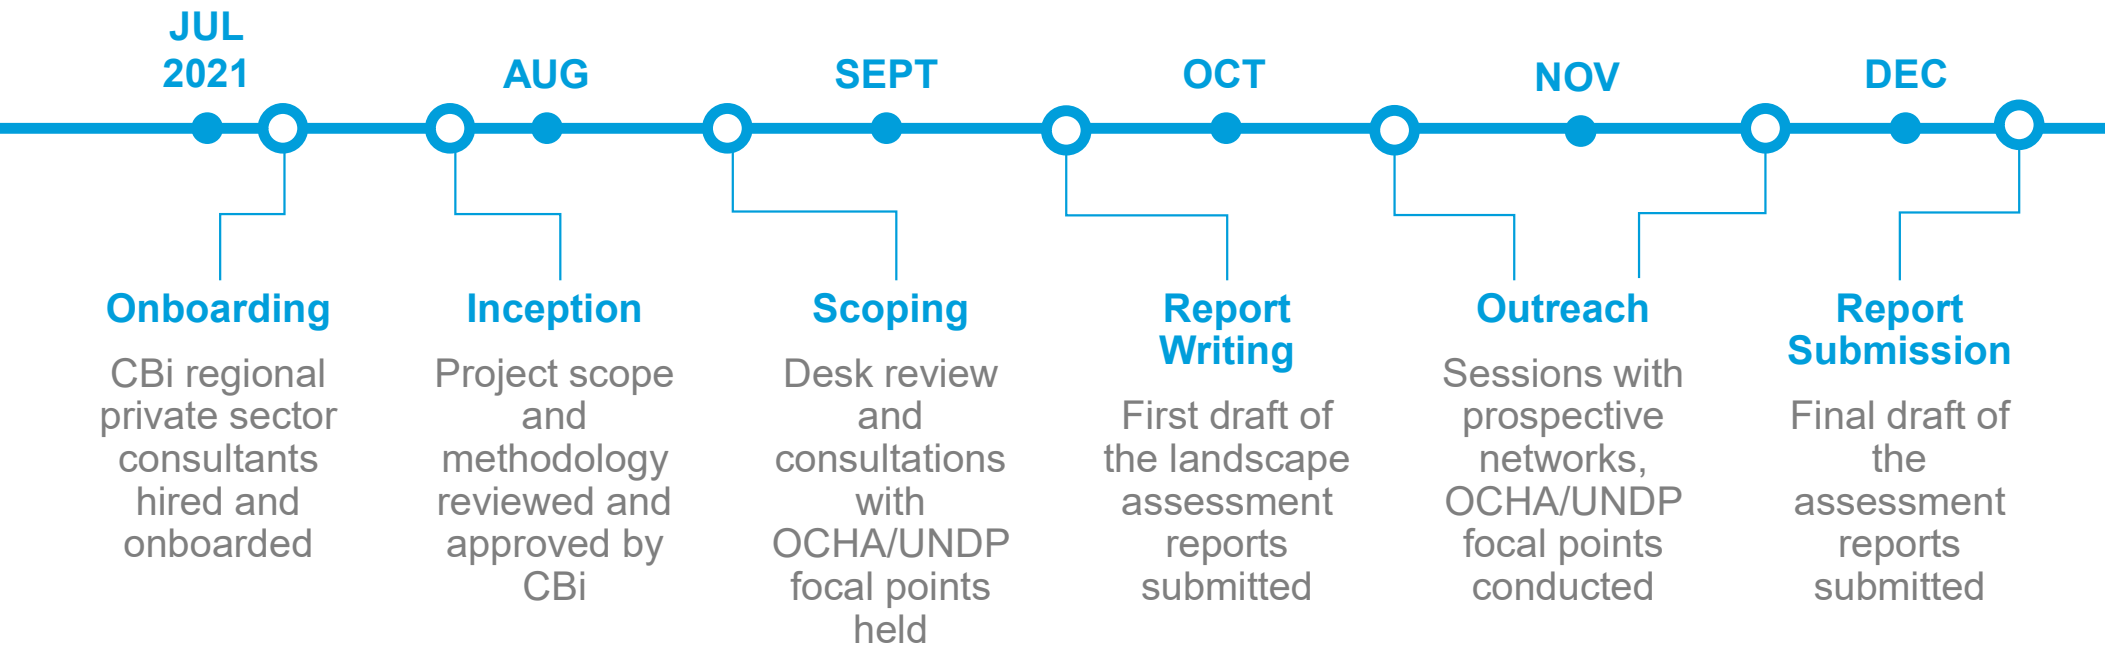 JUL
2021
AUG
SEPT
OCT
NOV
DEC
Onboarding
CBi regional
private sector
consultants
hired and
onboarded
Inception
Project scope
and
methodology
reviewed and
approved by
CBi
Scoping
Desk review
and
consultations
with
OCHA/UNDP
focal points
held
Report
Writing
First draft of
the landscape
assessment
reports
submitted
Outreach
Sessions with
prospective
networks,
OCHA/UNDP
focal points
conducted
Report
Submission
Final draft of
the
assessment
reports
submitted